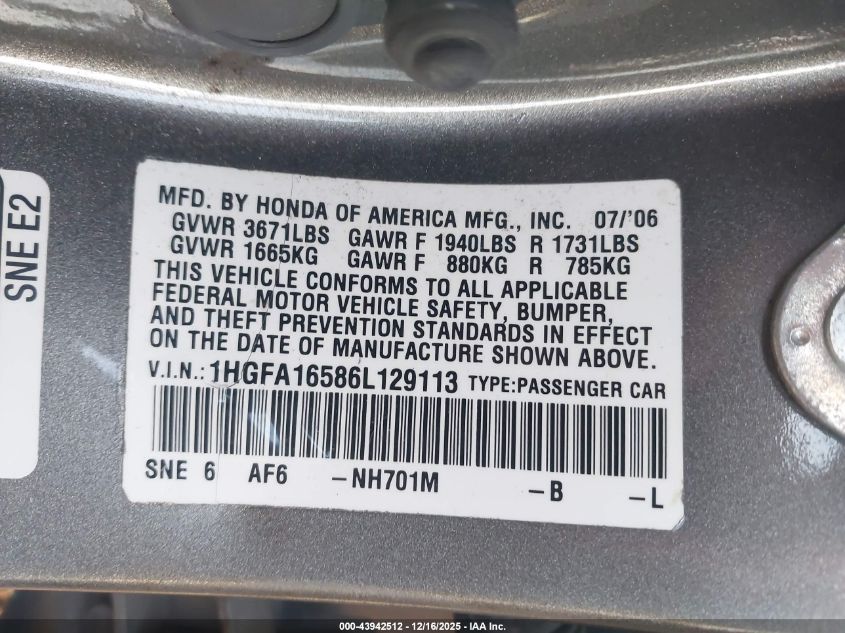 SNE E2
MFD. BY HONDA OF AMERICA MFG., INC. 07/'06
GVWR 3671LBS GAWR F 1940LBS R 1731LBS
GVWR 1665KG GAWR F 880KG R 785KG
THIS VEHICLE CONFORMS TO ALL APPLICABLE
FEDERAL MOTOR VEHICLE SAFETY, BUMPER,
AND THEFT PREVENTION STANDARDS IN EFFECT
ON THE DATE OF MANUFACTURE SHOWN ABOVE.
V.I.N.: 1HGFA16586L129113 TYPE:PASSENGER CAR
SNE 6 AF6 -NH701M -B -L
000-43942512 - 12/16/2025 - IAA Inc.